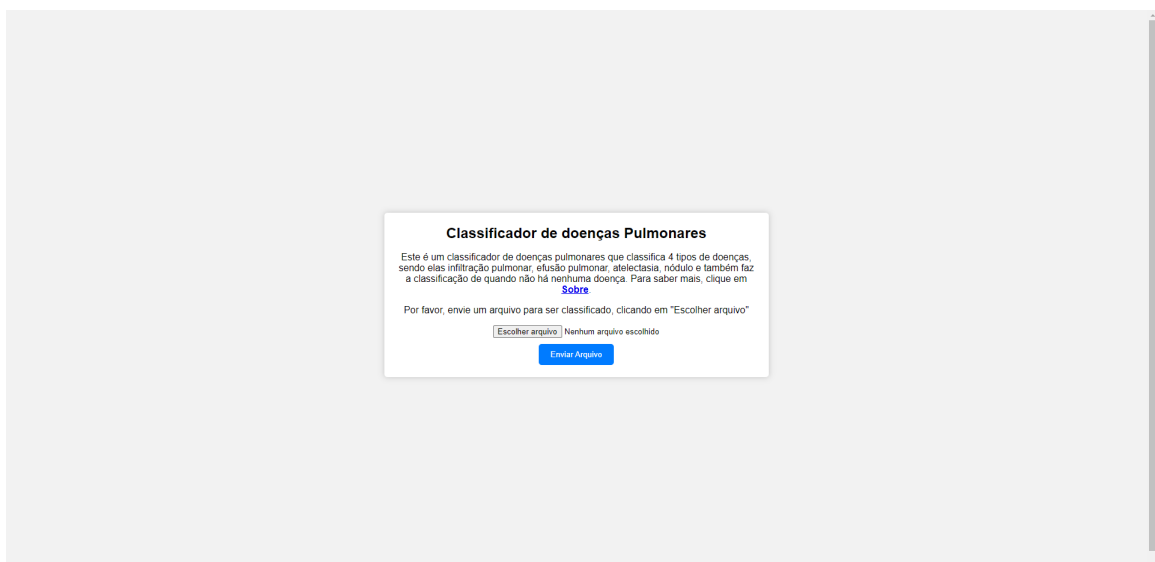 Classificador de doenças Pulmonares
Este é um classificador de doenças pulmonares que classifica 4 tipos de doenças,
sendo elas infiltração pulmonar, efusão pulmonar, atelectasia, nódulo e também faz
a classificação de quando não há nenhuma doença. Para saber mais, clique em
Sobre.
Por favor, envie um arquivo para ser classificado, clicando em "Escolher arquivo"
Escolher arquivo Nenhum arquivo escolhido
Enviar Arquivo